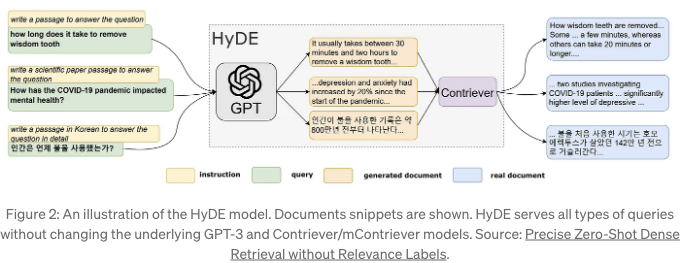 write a passage to answer the question
how long does it take to remove
wisdom tooth
write a scientific paper passage to answer
the question
How has the COVID-19 pandemic impacted
mental health?
write a passage in Korean to answer the
question in detail
인간은 언제 불을 사용했는가?
HyDE
GPT
It usually takes between 30
minutes and two hours to
remove a wisdom tooth...
...depression and anxiety had
increased by 20% since the
start of the pandemic...
인간이 불을 사용한 기록은 약
800만년 전부터 나타난다...
Contriever
How wisdom teeth are removed...
Some ... a few minutes, whereas
others can take 20 minutes or
longer....
... two studies investigating
COVID-19 patients ... significantly
higher level of depressive ...
... 불을 처음 사용한 시기는 호모
에렉투스가 살았던 142만 년 전으
로 거슬러간다...
instruction
query
generated document
real document
Figure 2: An illustration of the HyDE model. Documents snippets are shown. HyDE serves all types of queries
without changing the underlying GPT-3 and Contriever/mContriever models. Source: Precise Zero-Shot Dense
Retrieval without Relevance Labels.